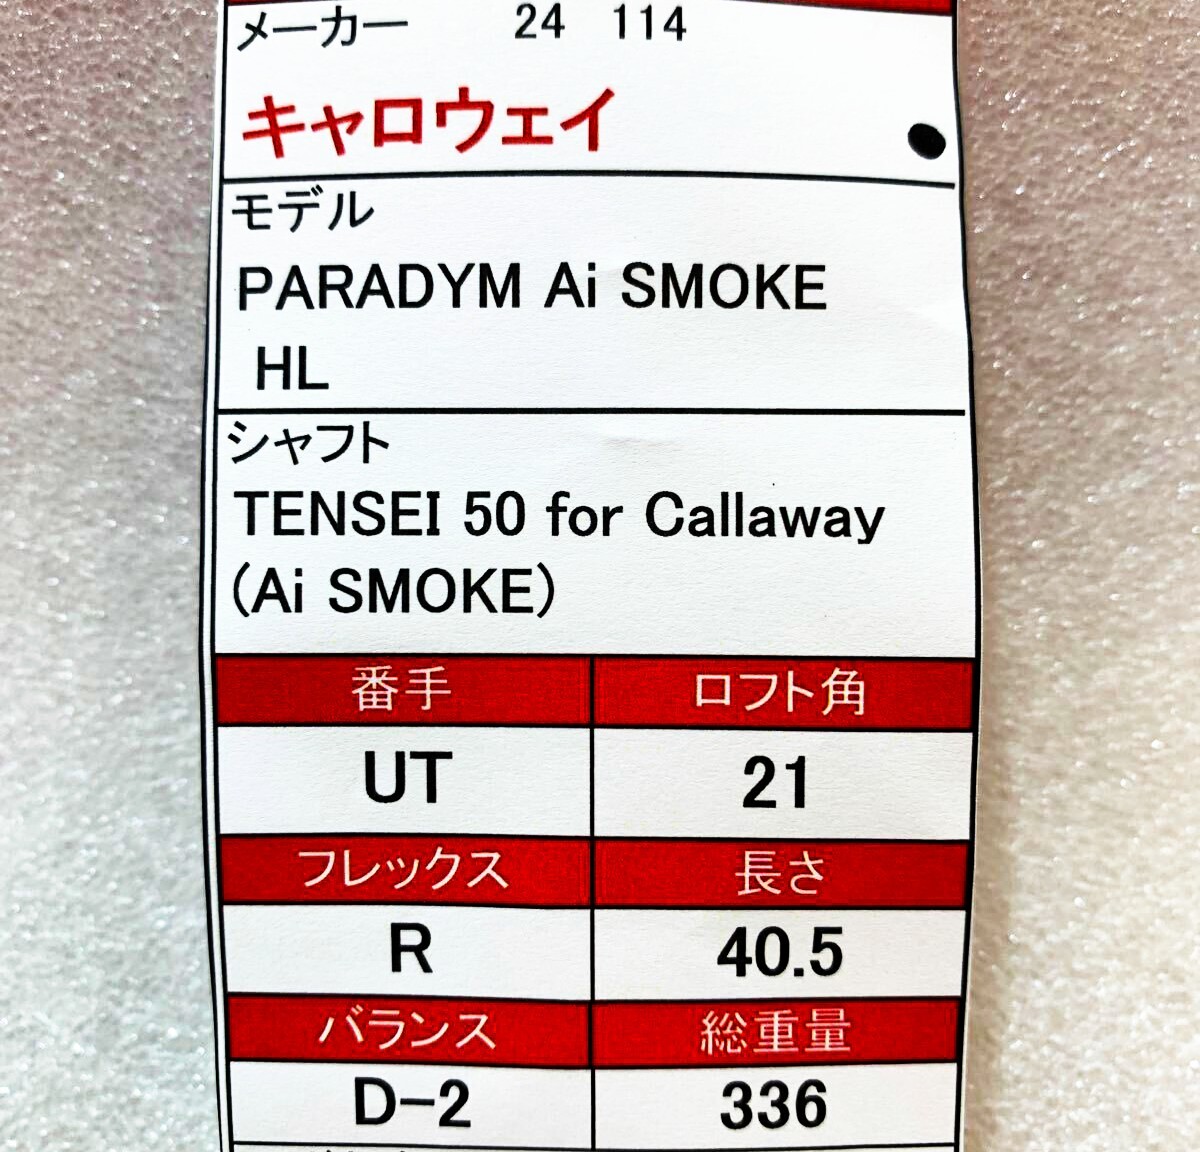 メーカー 24 114
キャロウェイ
モデル
PARADYM Ai SMOKE
HL
シャフト
TENSEI 50 for Callaway
(Ai SMOKE)
番手 ロフト角
UT 21
フレックス 長さ
R 40.5
バランス 総重量
D-2 336